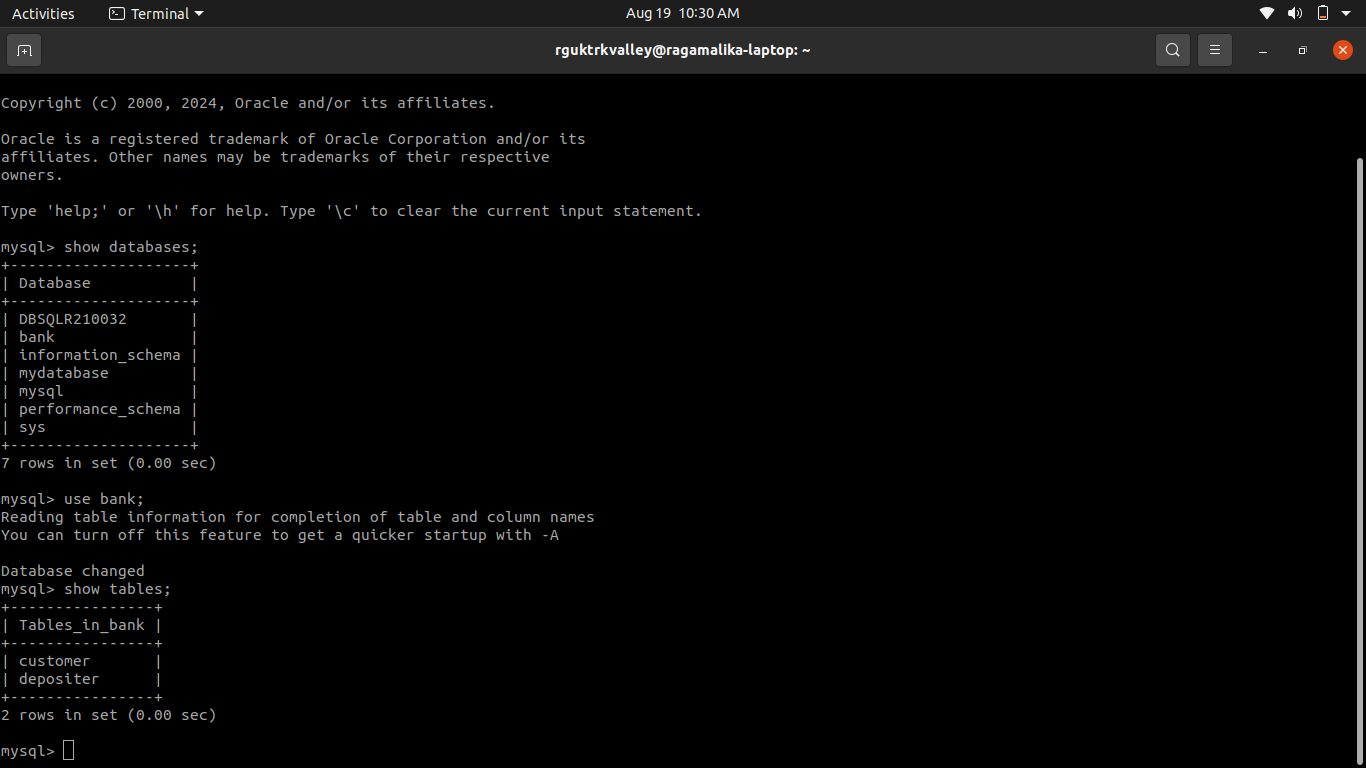 Activities Terminal Aug 19 10:30 AM
rguktrkvalley@ragamalika-laptop: ~
Copyright (c) 2000, 2024, Oracle and/or its affiliates.
Oracle is a registered trademark of Oracle Corporation and/or its
affiliates. Other names may be trademarks of their respective
owners.
Type 'help;' or '\h' for help. Type '\c' to clear the current input statement.
mysql> show databases;
+--------------------+
| Database           |
+--------------------+
| DBSQLR210032       |
| bank               |
| information_schema |
| mydatabase         |
| mysql              |
| performance_schema |
| sys                |
+--------------------+
7 rows in set (0.00 sec)
mysql> use bank;
Reading table information for completion of table and column names
You can turn off this feature to get a quicker startup with -A
Database changed
mysql> show tables;
+----------------+
| Tables_in_bank |
+----------------+
| customer       |
| depositer      |
+----------------+
2 rows in set (0.00 sec)
mysql>